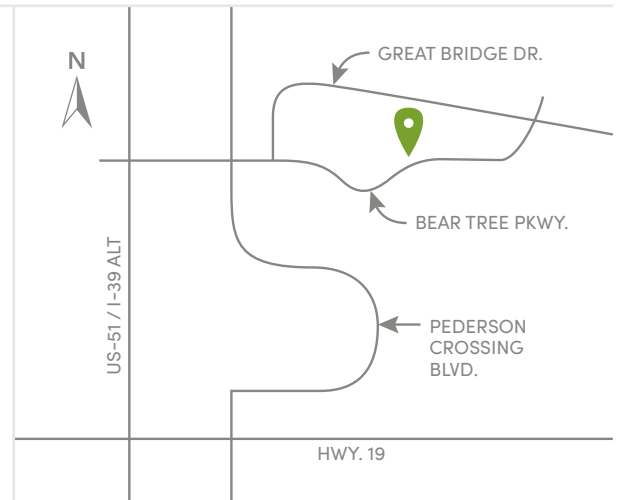 N
GREAT BRIDGE DR.
BEAR TREE PKWY.
US-51 / I-39 ALT
PEDERSON
CROSSING
BLVD.
HWY. 19